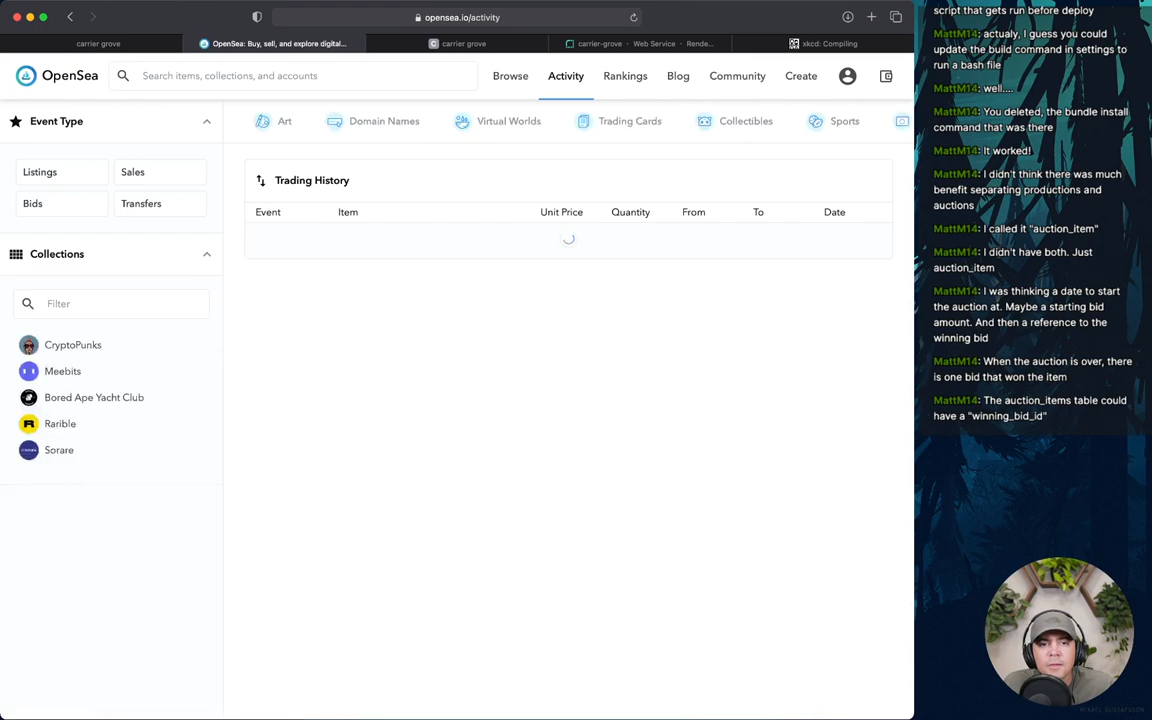 opensea.io/activity
carrier grove
OpenSea: Buy, sell, and explore digital...
carrier grove
carrier-grove · Web Service · Rende...
xkcd: Compiling
OpenSea
Search items, collections, and accounts
Browse
Activity
Rankings
Blog
Community
Create
Event Type
Art
Domain Names
Virtual Worlds
Trading Cards
Collectibles
Sports
Listings
Sales
Bids
Transfers
Trading History
Event
Item
Unit Price
Quantity
From
To
Date
Collections
Filter
CryptoPunks
Meebits
Bored Ape Yacht Club
Rarible
Sorare
script that gets run before deploy
MattM14: actualy, I guess you could
update the build command in settings to
run a bash file
MattM14: well....
MattM14: You deleted, the bundle install
command that was there
MattM14: It worked!
MattM14: I didn't think there was much
benefit separating productions and
auctions
MattM14: I called it "auction_item"
MattM14: I didn't have both. Just
auction_item
MattM14: I was thinking a date to start
the auction at. Maybe a starting bid
amount. And then a reference to the
winning bid
MattM14: When the auction is over, there
is one bid that won the item
MattM14: The auction_items table could
have a "winning_bid_id"
MIKAEL GUSTAFSSON